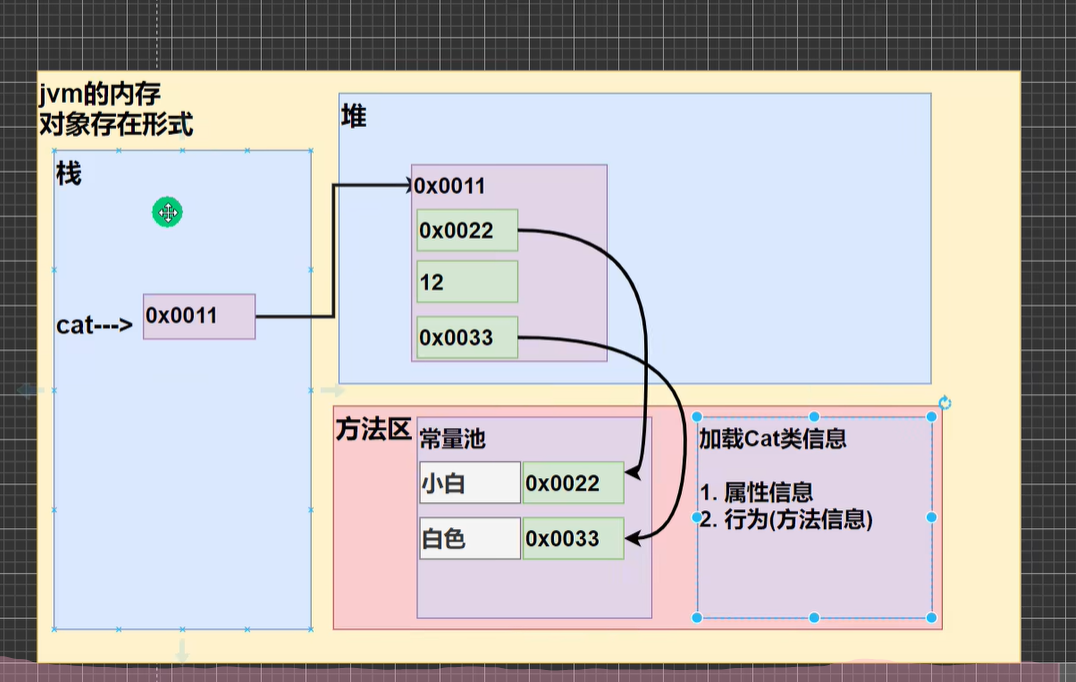 jvm的内存
对象存在形式
栈
cat---> 0x0011
堆
0x0011
0x0022
12
0x0033
方法区
常量池
小白 0x0022
白色 0x0033
加载Cat类信息
1. 属性信息
2. 行为(方法信息)